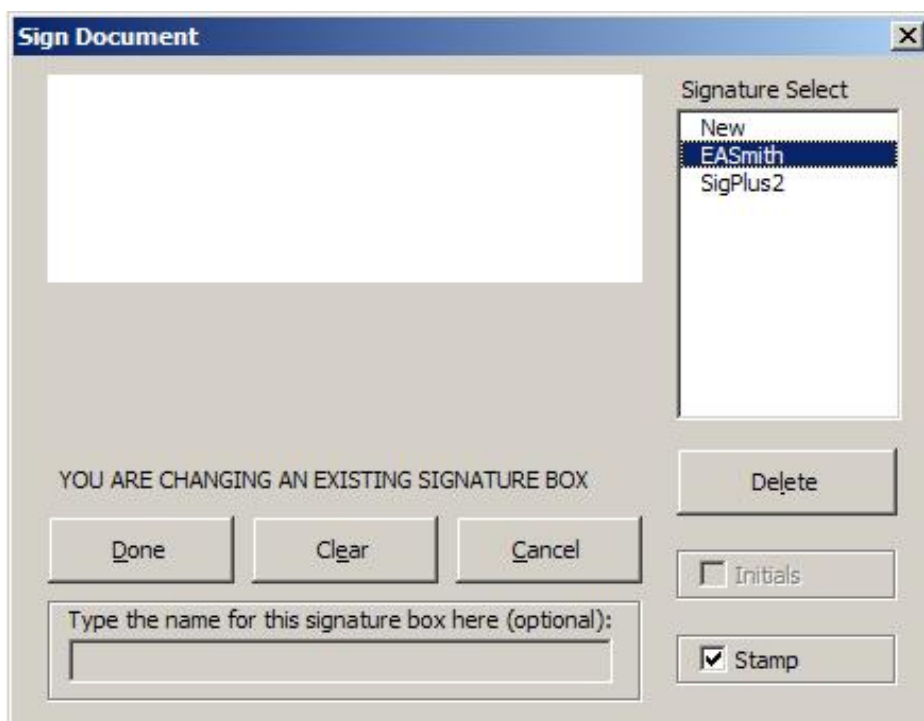 Sign Document
Signature Select
New
EASmith
SigPlus2
YOU ARE CHANGING AN EXISTING SIGNATURE BOX
Delete
Done
Clear
Cancel
Initials
Type the name for this signature box here (optional):
Stamp